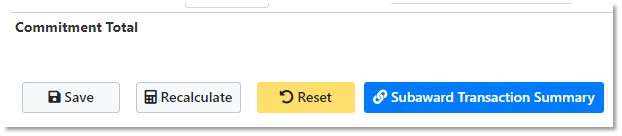 Commitment Total
Save Recalculate Reset Subaward Transaction Summary